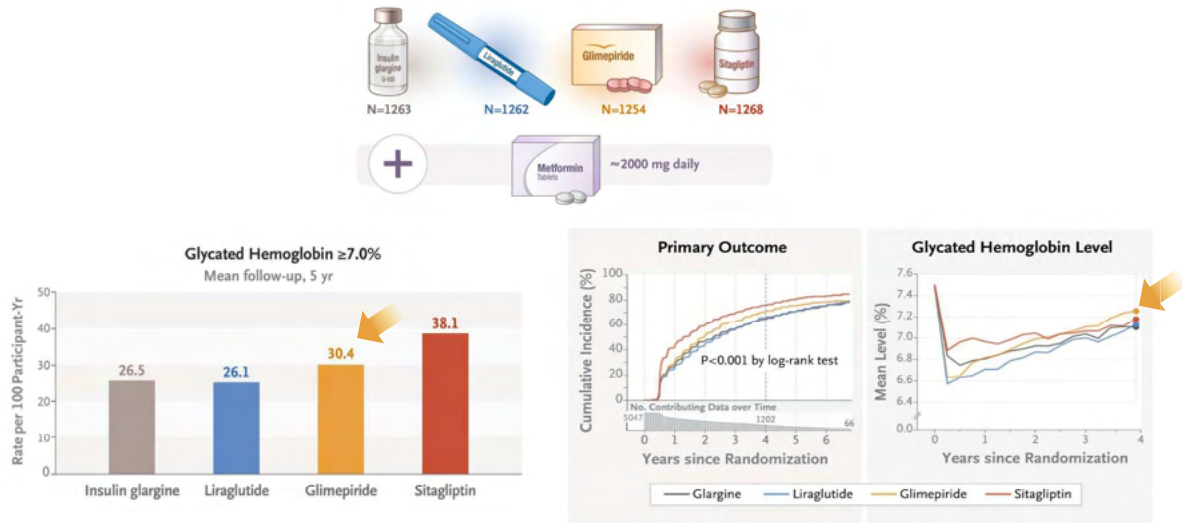 Insulin
glargine
U-100
Liraglutide
Glimepiride
Sitagliptin
N=1263
N=1262
N=1254
N=1268
+
Metformin
Tablets
~2000 mg daily
Glycated Hemoglobin ≥7.0%
Mean follow-up, 5 yr
Rate per 100 Participant-Yr
50
40
30
20
10
0
26.5
26.1
30.4
38.1
Insulin glargine
Liraglutide
Glimepiride
Sitagliptin
Primary Outcome
Cumulative Incidence (%)
100
80
60
40
20
0
P<0.001 by log-rank test
No. Contributing Data over Time
5047
1202
66
0 1 2 3 4 5 6
Years since Randomization
Glycated Hemoglobin Level
Mean Level (%)
7.6
7.4
7.2
7.0
6.8
6.6
6.4
0.0
0 1 2 3 4
Years since Randomization
Glargine
Liraglutide
Glimepiride
Sitagliptin